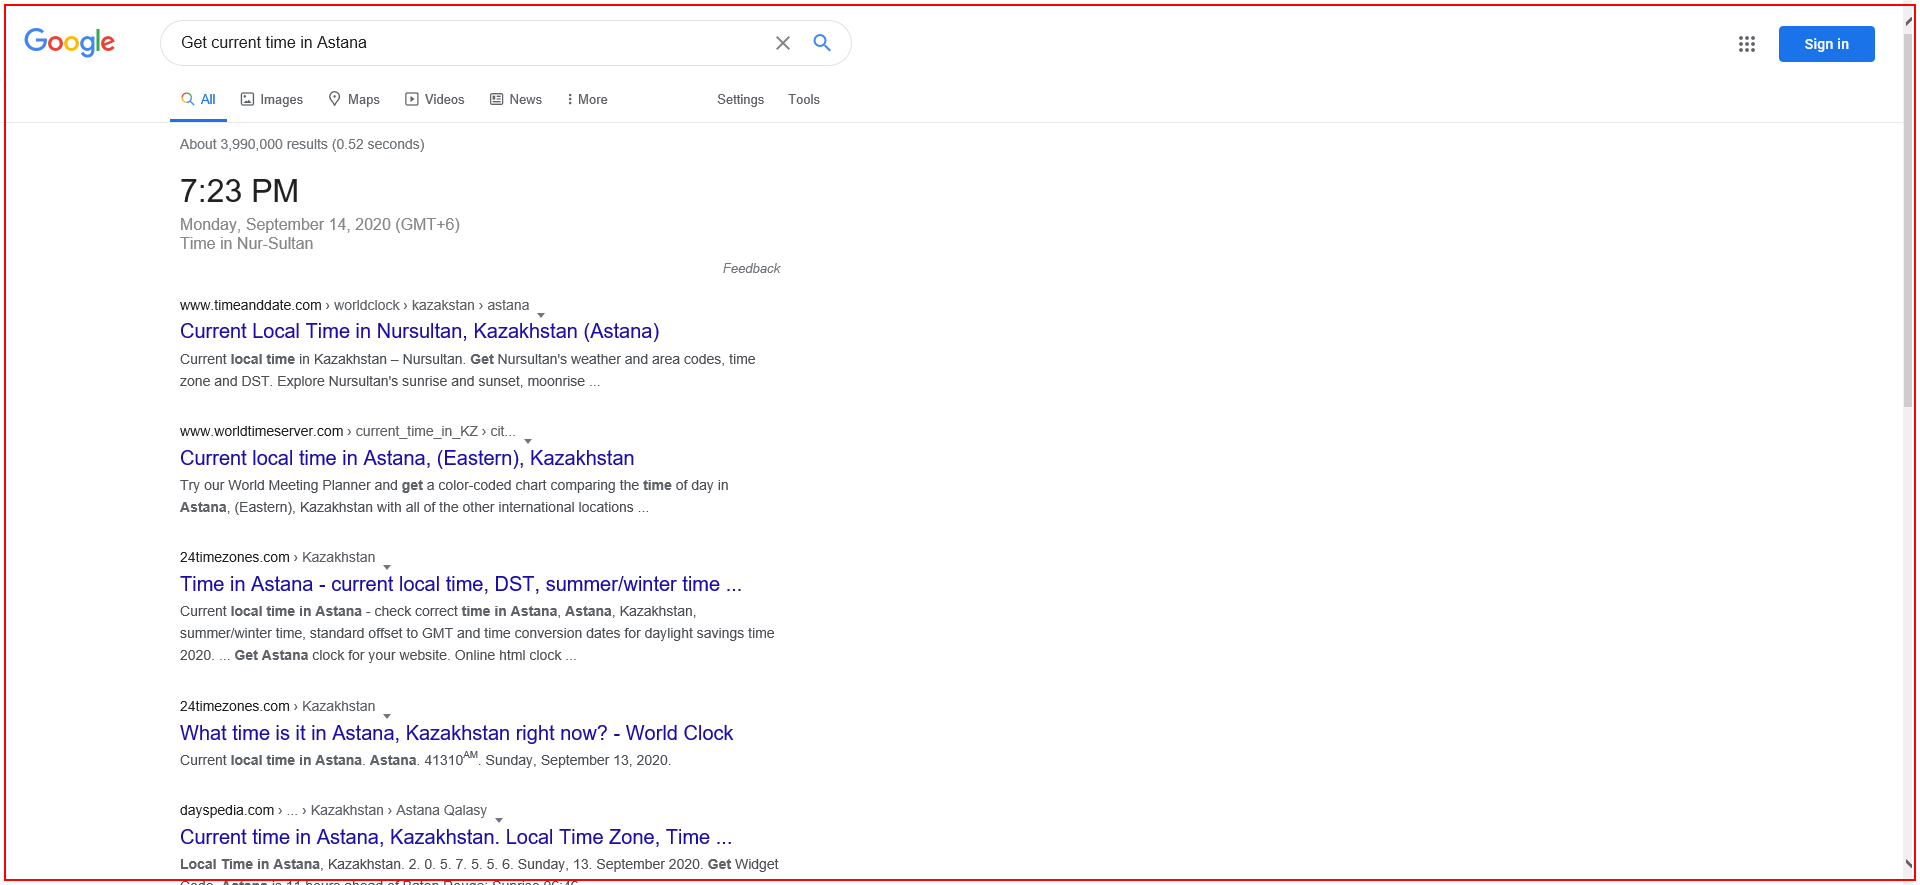 Google
Get current time in Astana
Sign in
All Images Maps Videos News More Settings Tools
About 3,990,000 results (0.52 seconds)
7:23 PM
Monday, September 14, 2020 (GMT+6)
Time in Nur-Sultan
Feedback
www.timeanddate.com › worldclock › kazakstan › astana
Current Local Time in Nursultan, Kazakhstan (Astana)
Current local time in Kazakhstan – Nursultan. Get Nursultan's weather and area codes, time
zone and DST. Explore Nursultan's sunrise and sunset, moonrise ...
www.worldtimeserver.com › current_time_in_KZ › cit...
Current local time in Astana, (Eastern), Kazakhstan
Try our World Meeting Planner and get a color-coded chart comparing the time of day in
Astana, (Eastern), Kazakhstan with all of the other international locations ...
24timezones.com › Kazakhstan
Time in Astana - current local time, DST, summer/winter time ...
Current local time in Astana - check correct time in Astana, Astana, Kazakhstan,
summer/winter time, standard offset to GMT and time conversion dates for daylight savings time
2020. ... Get Astana clock for your website. Online html clock ...
24timezones.com › Kazakhstan
What time is it in Astana, Kazakhstan right now? - World Clock
Current local time in Astana. Astana. 41310AM. Sunday, September 13, 2020.
dayspedia.com › ... › Kazakhstan › Astana Qalasy
Current time in Astana, Kazakhstan. Local Time Zone, Time ...
Local Time in Astana, Kazakhstan. 2. 0. 5. 7. 5. 5. 6. Sunday, 13. September 2020. Get Widget